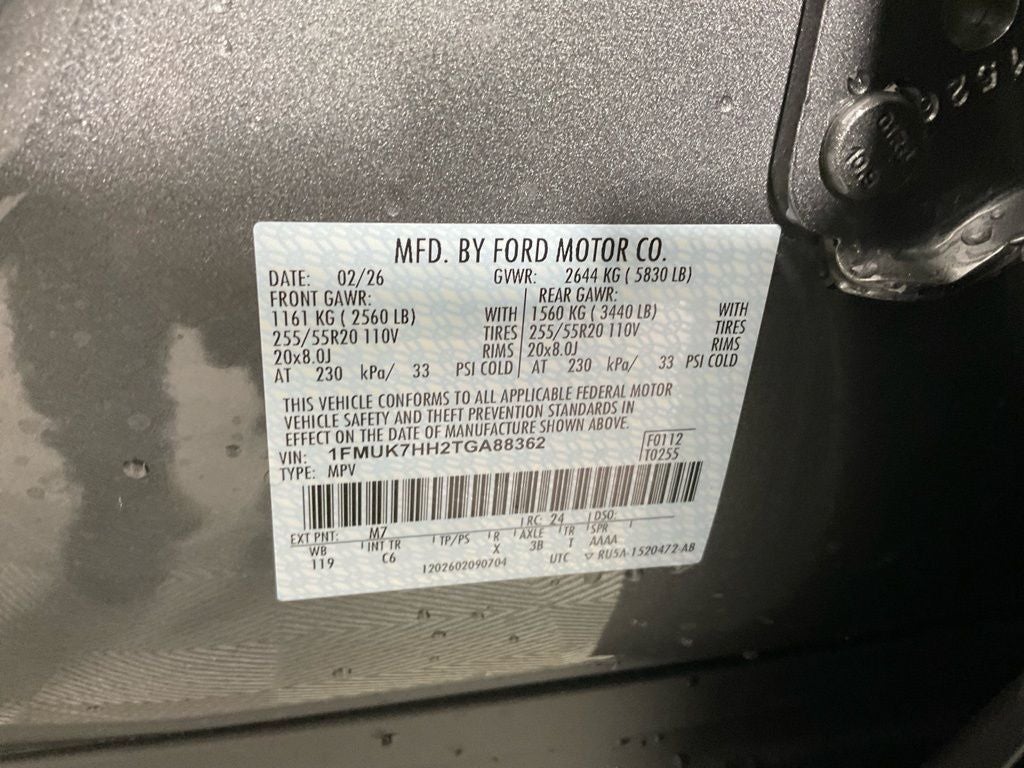 MFD. BY FORD MOTOR CO.
DATE: 02/26 GVWR: 2644 KG ( 5830 LB)
FRONT GAWR: REAR GAWR:
1161 KG ( 2560 LB) WITH 1560 KG ( 3440 LB) WITH
255/55R20 110V TIRES 255/55R20 110V TIRES
20x8.0J RIMS 20x8.0J RIMS
AT 230 kPa/ 33 PSI COLD AT 230 kPa/ 33 PSI COLD
THIS VEHICLE CONFORMS TO ALL APPLICABLE FEDERAL MOTOR
VEHICLE SAFETY AND THEFT PREVENTION STANDARDS IN
EFFECT ON THE DATE OF MANUFACTURE SHOWN ABOVE.
VIN: 1FMUK7HH2TGA88362 F0112
TYPE: MPV T0255
EXT PNT: M7 RC: 24 DSO:
WB INT TR TP/PS R AXLE TR SPR
119 C6 X 3B T AAAA
1202602090704 UTC ▽ RU5A-1520472-AB